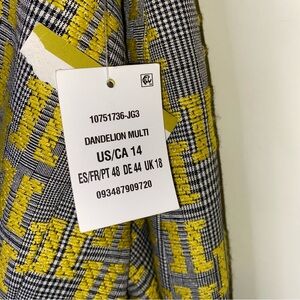 10751736-JG3
DANDELION MULTI
US/CA 14
ES/FR/PT 48 DE 44 UK 18
093487909720